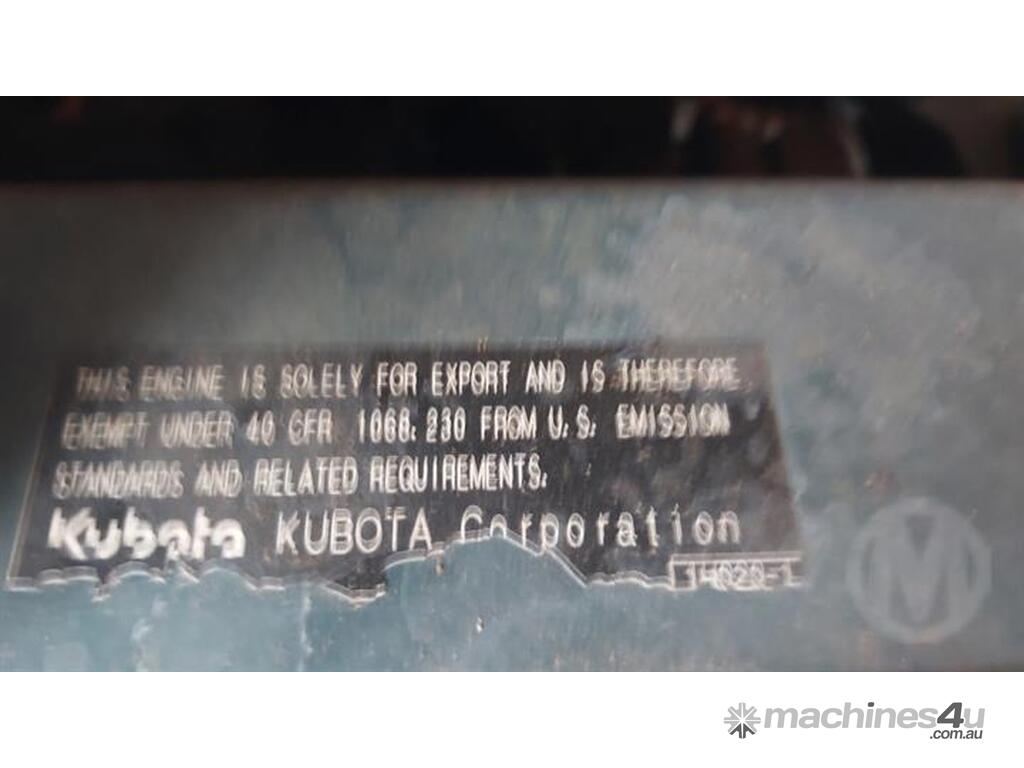 THIS ENGINE IS SOLELY FOR EXPORT AND IS THEREFORE
EXEMPT UNDER 40 CFR 1068.230 FROM U.S. EMISSION
STANDARDS AND RELATED REQUIREMENTS.
Kubota KUBOTA Corporation
M
machines4u
.com.au